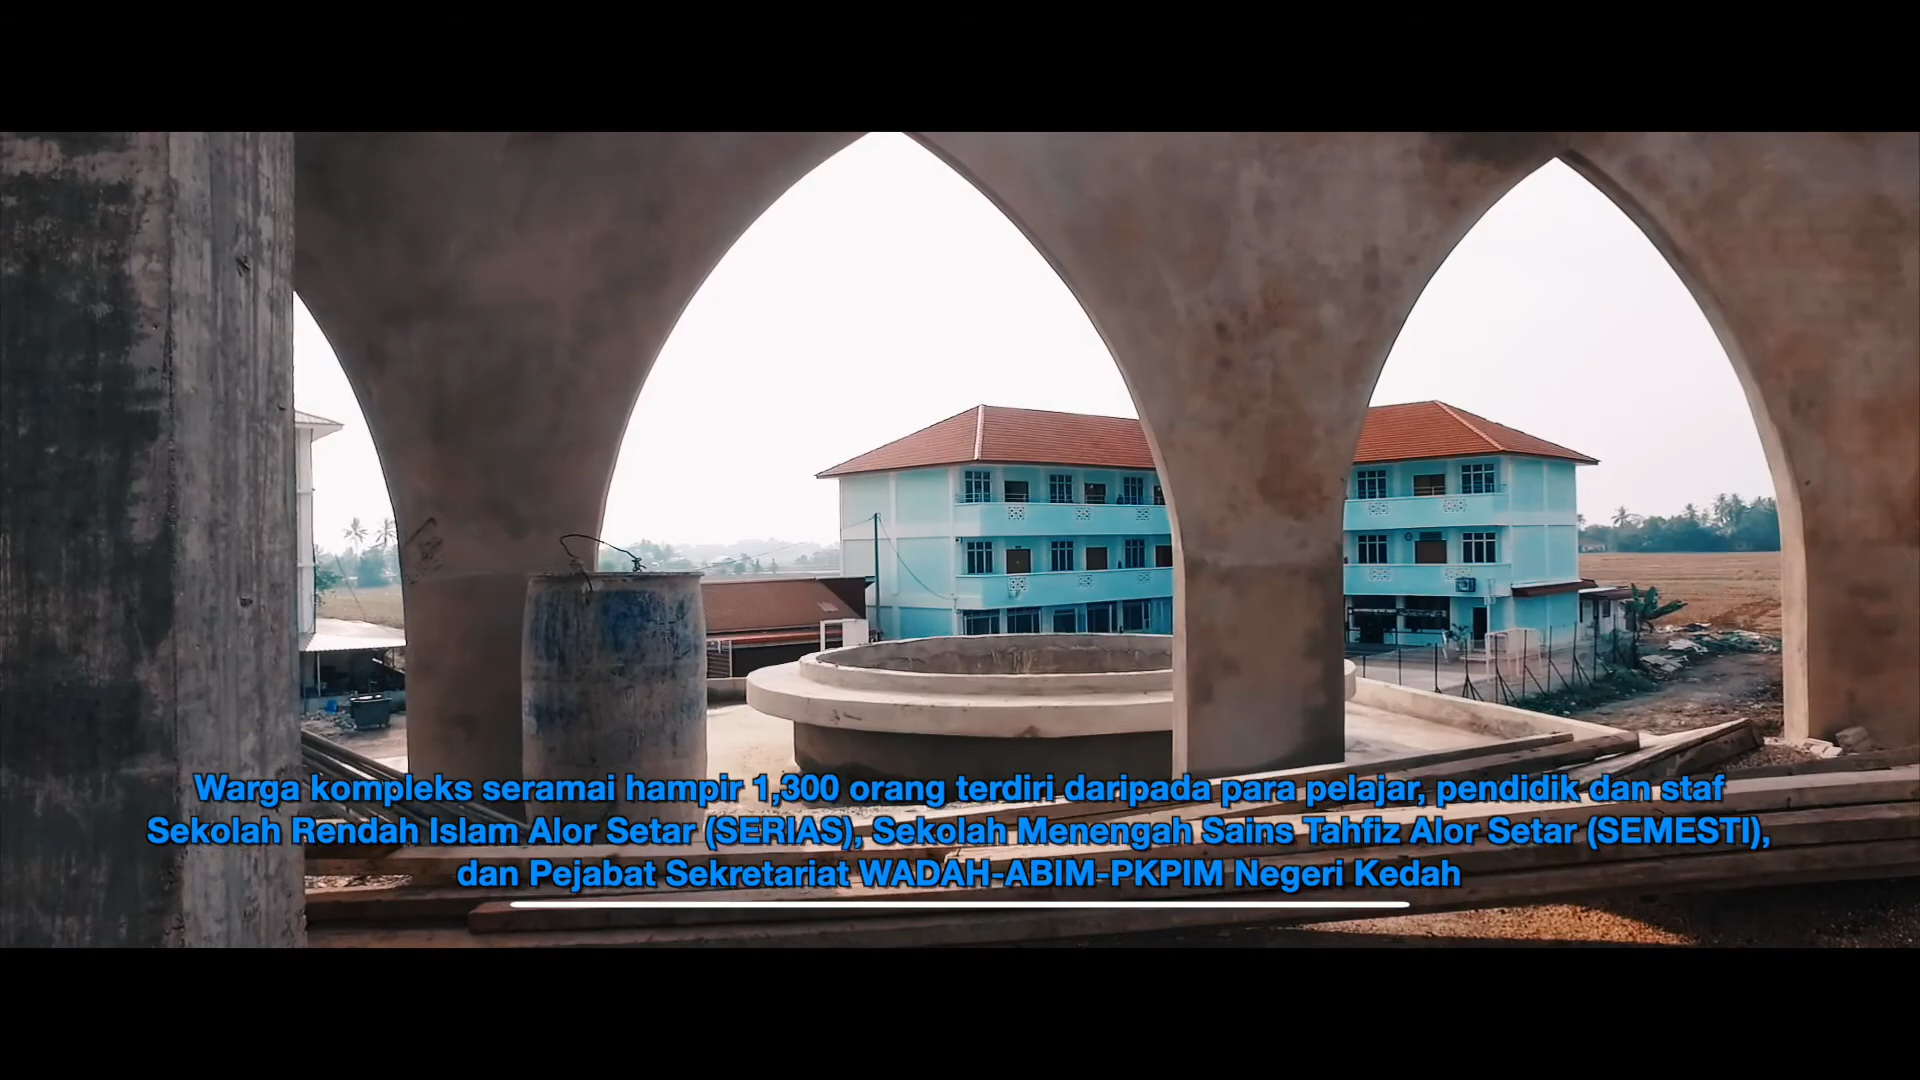 Warga kompleks seramai hampir 1,300 orang terdiri daripada para pelajar, pendidik dan staf
Sekolah Rendah Islam Alor Setar (SERIAS), Sekolah Menengah Sains Tahfiz Alor Setar (SEMESTI),
dan Pejabat Sekretariat WADAH-ABIM-PKPIM Negeri Kedah